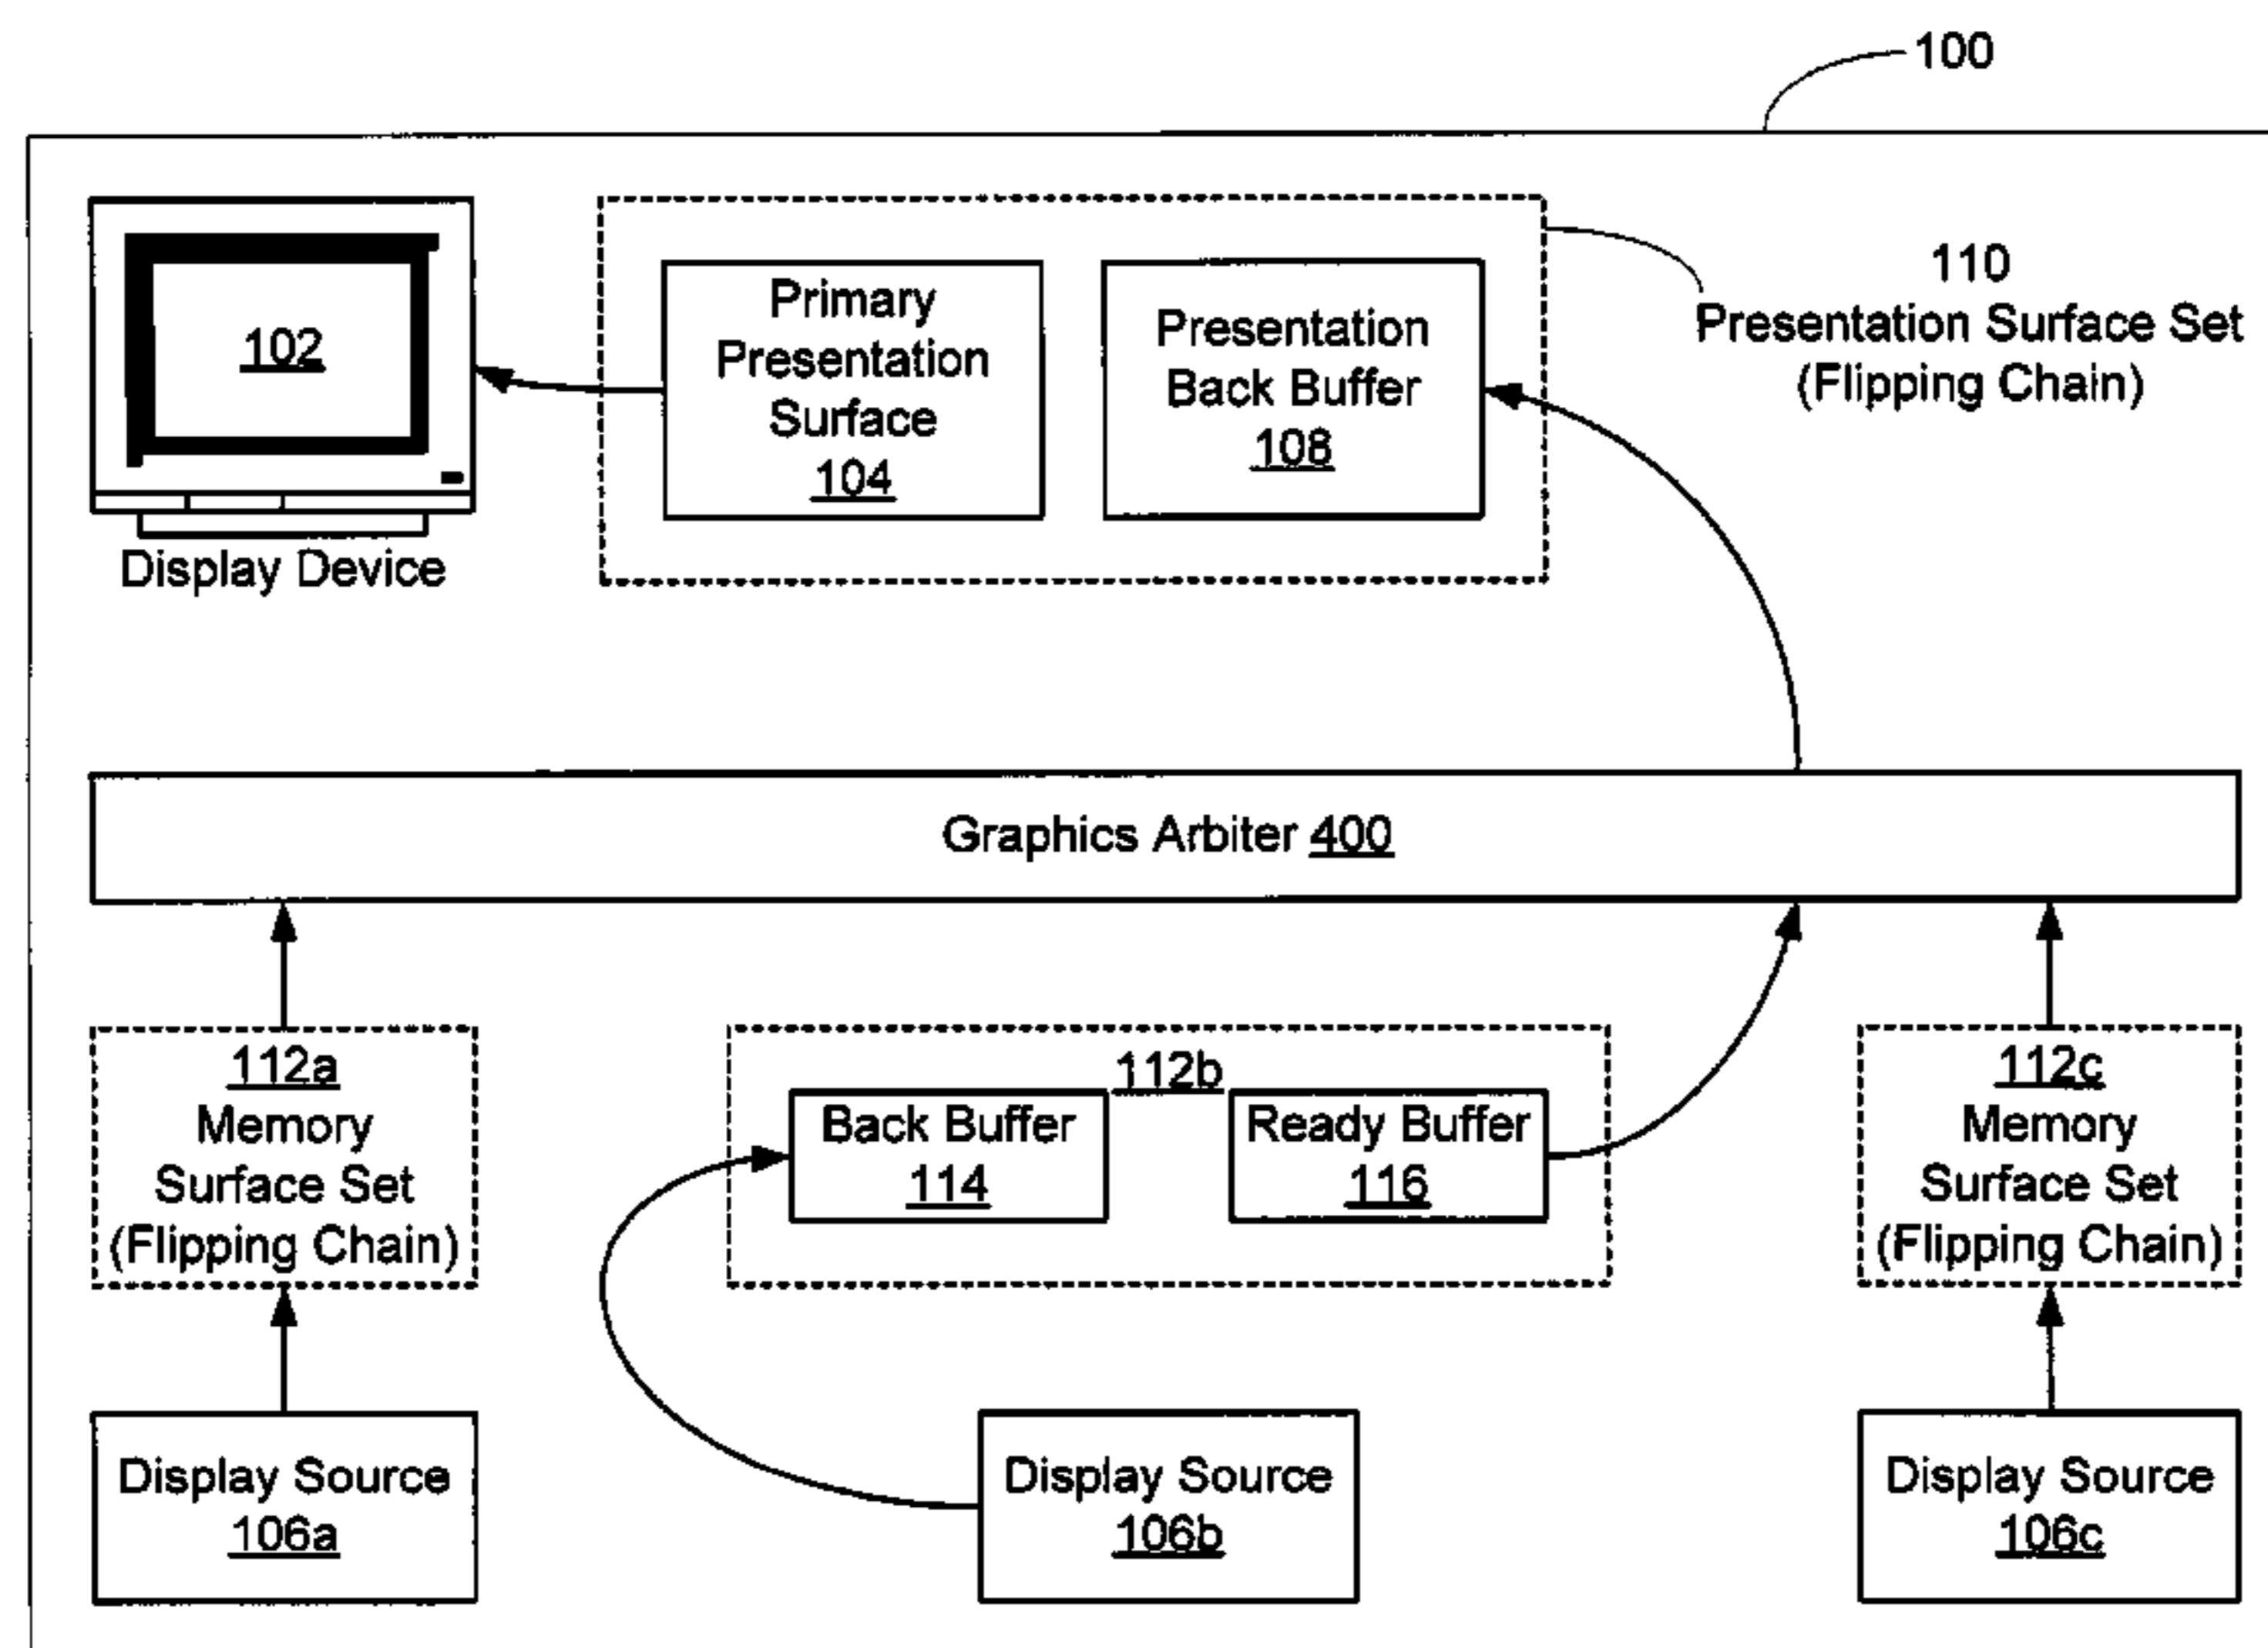 100
102
Display Device
Primary
Presentation
Surface
104
Presentation
Back Buffer
108
110
Presentation Surface Set
(Flipping Chain)
Graphics Arbiter 400
112a
Memory
Surface Set
(Flipping Chain)
112b
Back Buffer
114
Ready Buffer
116
112c
Memory
Surface Set
(Flipping Chain)
Display Source
106a
Display Source
106b
Display Source
106c